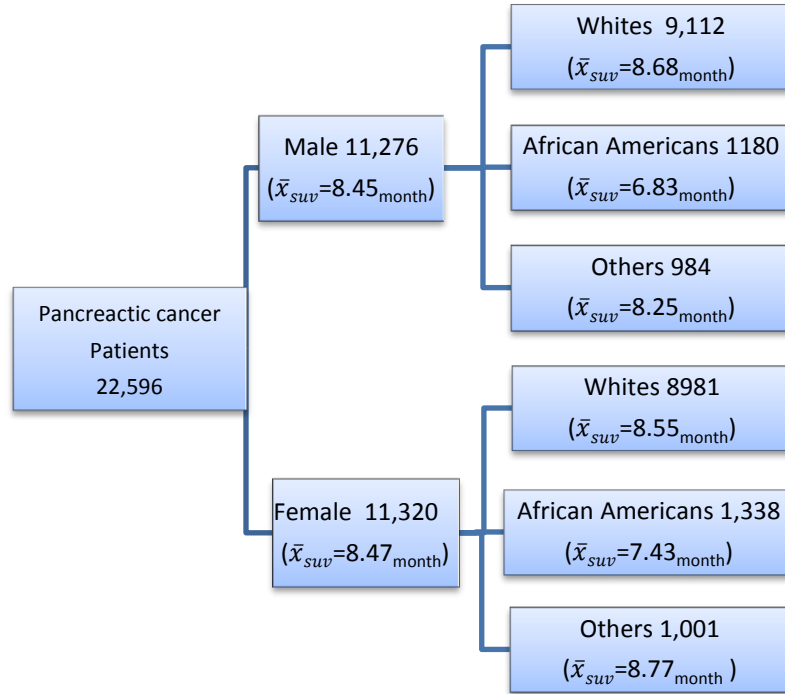 Pancreactic cancer
Patients
22,596
Male 11,276
(x̄suv=8.45month)
Whites 9,112
(x̄suv=8.68month)
African Americans 1180
(x̄suv=6.83month)
Others 984
(x̄suv=8.25month)
Female 11,320
(x̄suv=8.47month)
Whites 8981
(x̄suv=8.55month)
African Americans 1,338
(x̄suv=7.43month)
Others 1,001
(x̄suv=8.77month )